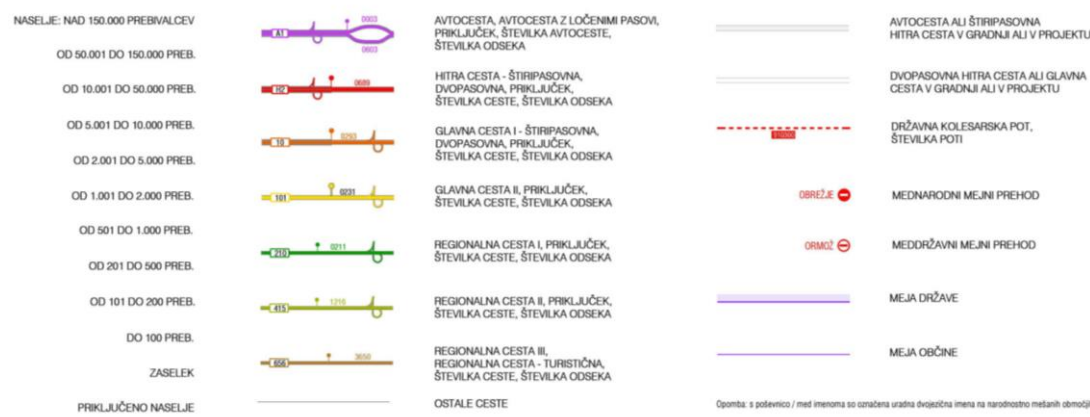 NASELJE: NAD 150.000 PREBIVALCEV
OD 50.001 DO 150.000 PREB.
OD 10.001 DO 50.000 PREB.
OD 5.001 DO 10.000 PREB.
OD 2.001 DO 5.000 PREB.
OD 1.001 DO 2.000 PREB.
OD 501 DO 1.000 PREB.
OD 201 DO 500 PREB.
OD 101 DO 200 PREB.
DO 100 PREB.
ZASELEK
PRIKLJUČENO NASELJE
A1
0003
0603
AVTOCESTA, AVTOCESTA Z LOČENIMI PASOVI,
PRIKLJUČEK, ŠTEVILKA AVTOCESTE,
ŠTEVILKA ODSEKA
H2
0689
HITRA CESTA - ŠTIRIPASOVNA,
DVOPASOVNA, PRIKLJUČEK,
ŠTEVILKA CESTE, ŠTEVILKA ODSEKA
10
0293
GLAVNA CESTA I - ŠTIRIPASOVNA,
DVOPASOVNA, PRIKLJUČEK,
ŠTEVILKA CESTE, ŠTEVILKA ODSEKA
101
0231
GLAVNA CESTA II, PRIKLJUČEK,
ŠTEVILKA CESTE, ŠTEVILKA ODSEKA
210
0211
REGIONALNA CESTA I, PRIKLJUČEK,
ŠTEVILKA CESTE, ŠTEVILKA ODSEKA
415
1216
REGIONALNA CESTA II, PRIKLJUČEK,
ŠTEVILKA CESTE, ŠTEVILKA ODSEKA
656
3650
REGIONALNA CESTA III,
REGIONALNA CESTA - TURISTIČNA,
ŠTEVILKA CESTE, ŠTEVILKA ODSEKA
OSTALE CESTE
AVTOCESTA ALI ŠTIRIPASOVNA
HITRA CESTA V GRADNJI ALI V PROJEKTU
DVOPASOVNA HITRA CESTA ALI GLAVNA
CESTA V GRADNJI ALI V PROJEKTU
DRŽAVNA KOLESARSKA POT,
ŠTEVILKA POTI
OBREŽJE
MEDNARODNI MEJNI PREHOD
ORMOŽ
MEDDRŽAVNI MEJNI PREHOD
MEJA DRŽAVE
MEJA OBČINE
Opomba: s poševnico / med imenoma so označena uradna dvojezična imena na narodnostno mešanih območjih